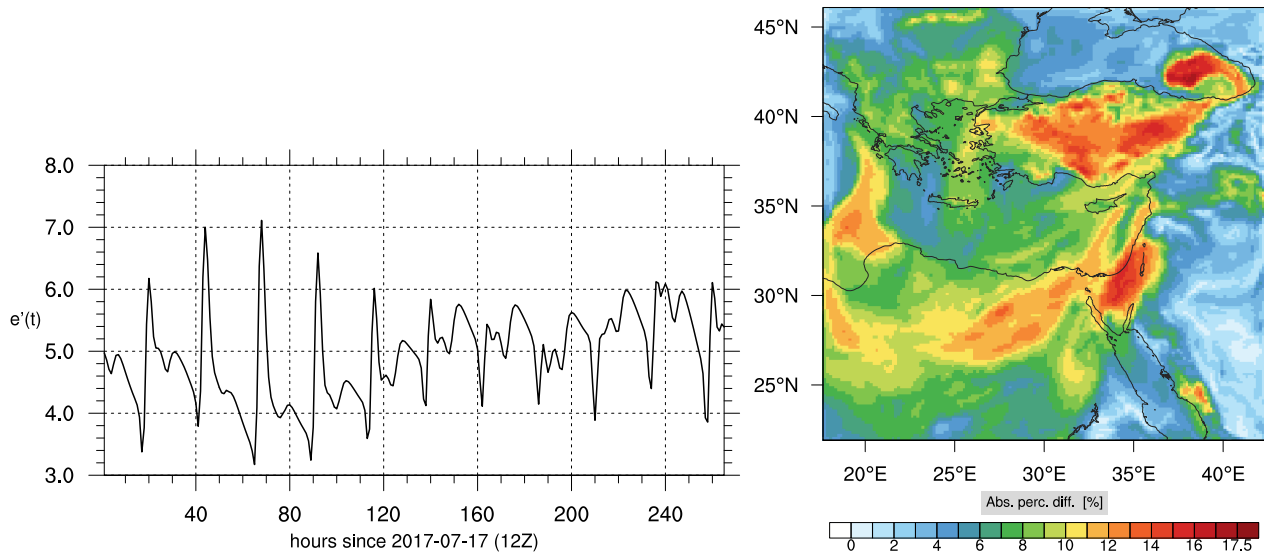 8.0
7.0
6.0
5.0
4.0
3.0
e'(t)
40 80 120 160 200 240
hours since 2017-07-17 (12Z)
45°N
40°N
35°N
30°N
25°N
20°E 25°E 30°E 35°E 40°E
Abs. perc. diff. [%]
0 2 4 6 8 10 12 14 16 17.5